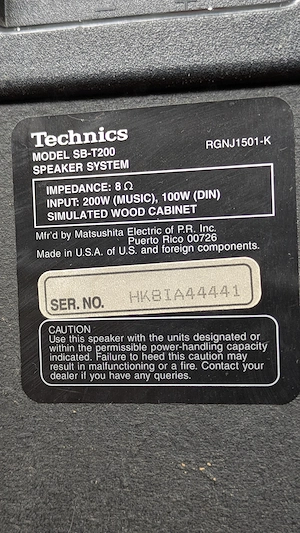 Technics
RGNJ1501-K
MODEL SB-T200
SPEAKER SYSTEM
IMPEDANCE: 8 Ω
INPUT: 200W (MUSIC), 100W (DIN)
SIMULATED WOOD CABINET
Mfr'd by Matsushita Electric of P.R. Inc.
Puerto Rico 00726
Made in U.S.A. of U.S. and foreign components.
SER. NO. HK8IA44441
CAUTION
Use this speaker with the units designated or
within the permissible power-handling capacity
indicated. Failure to heed this caution may
result in malfunctioning or a fire. Contact your
dealer if you have any queries.